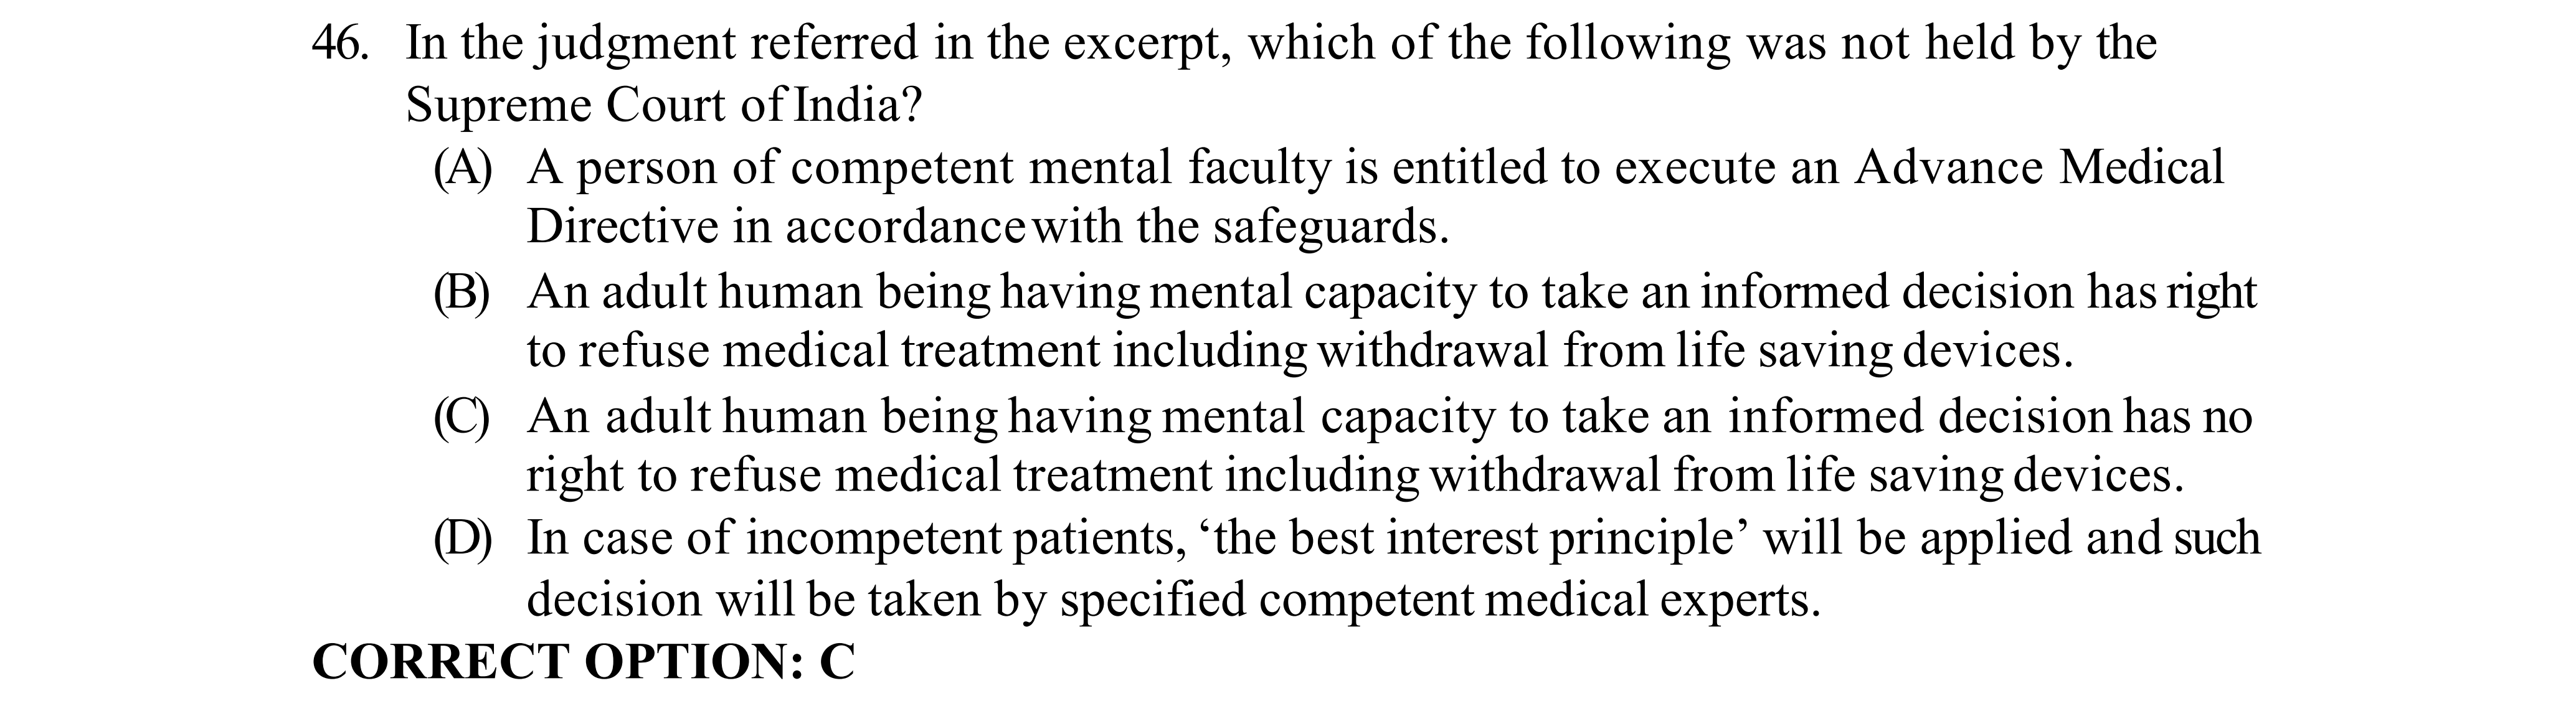 46. In the judgment referred in the excerpt, which of the following was not held by the
Supreme Court of India?
(A) A person of competent mental faculty is entitled to execute an Advance Medical
Directive in accordance with the safeguards.
(B) An adult human being having mental capacity to take an informed decision has right
to refuse medical treatment including withdrawal from life saving devices.
(C) An adult human being having mental capacity to take an informed decision has no
right to refuse medical treatment including withdrawal from life saving devices.
(D) In case of incompetent patients, ‘the best interest principle’ will be applied and such
decision will be taken by specified competent medical experts.
CORRECT OPTION: C